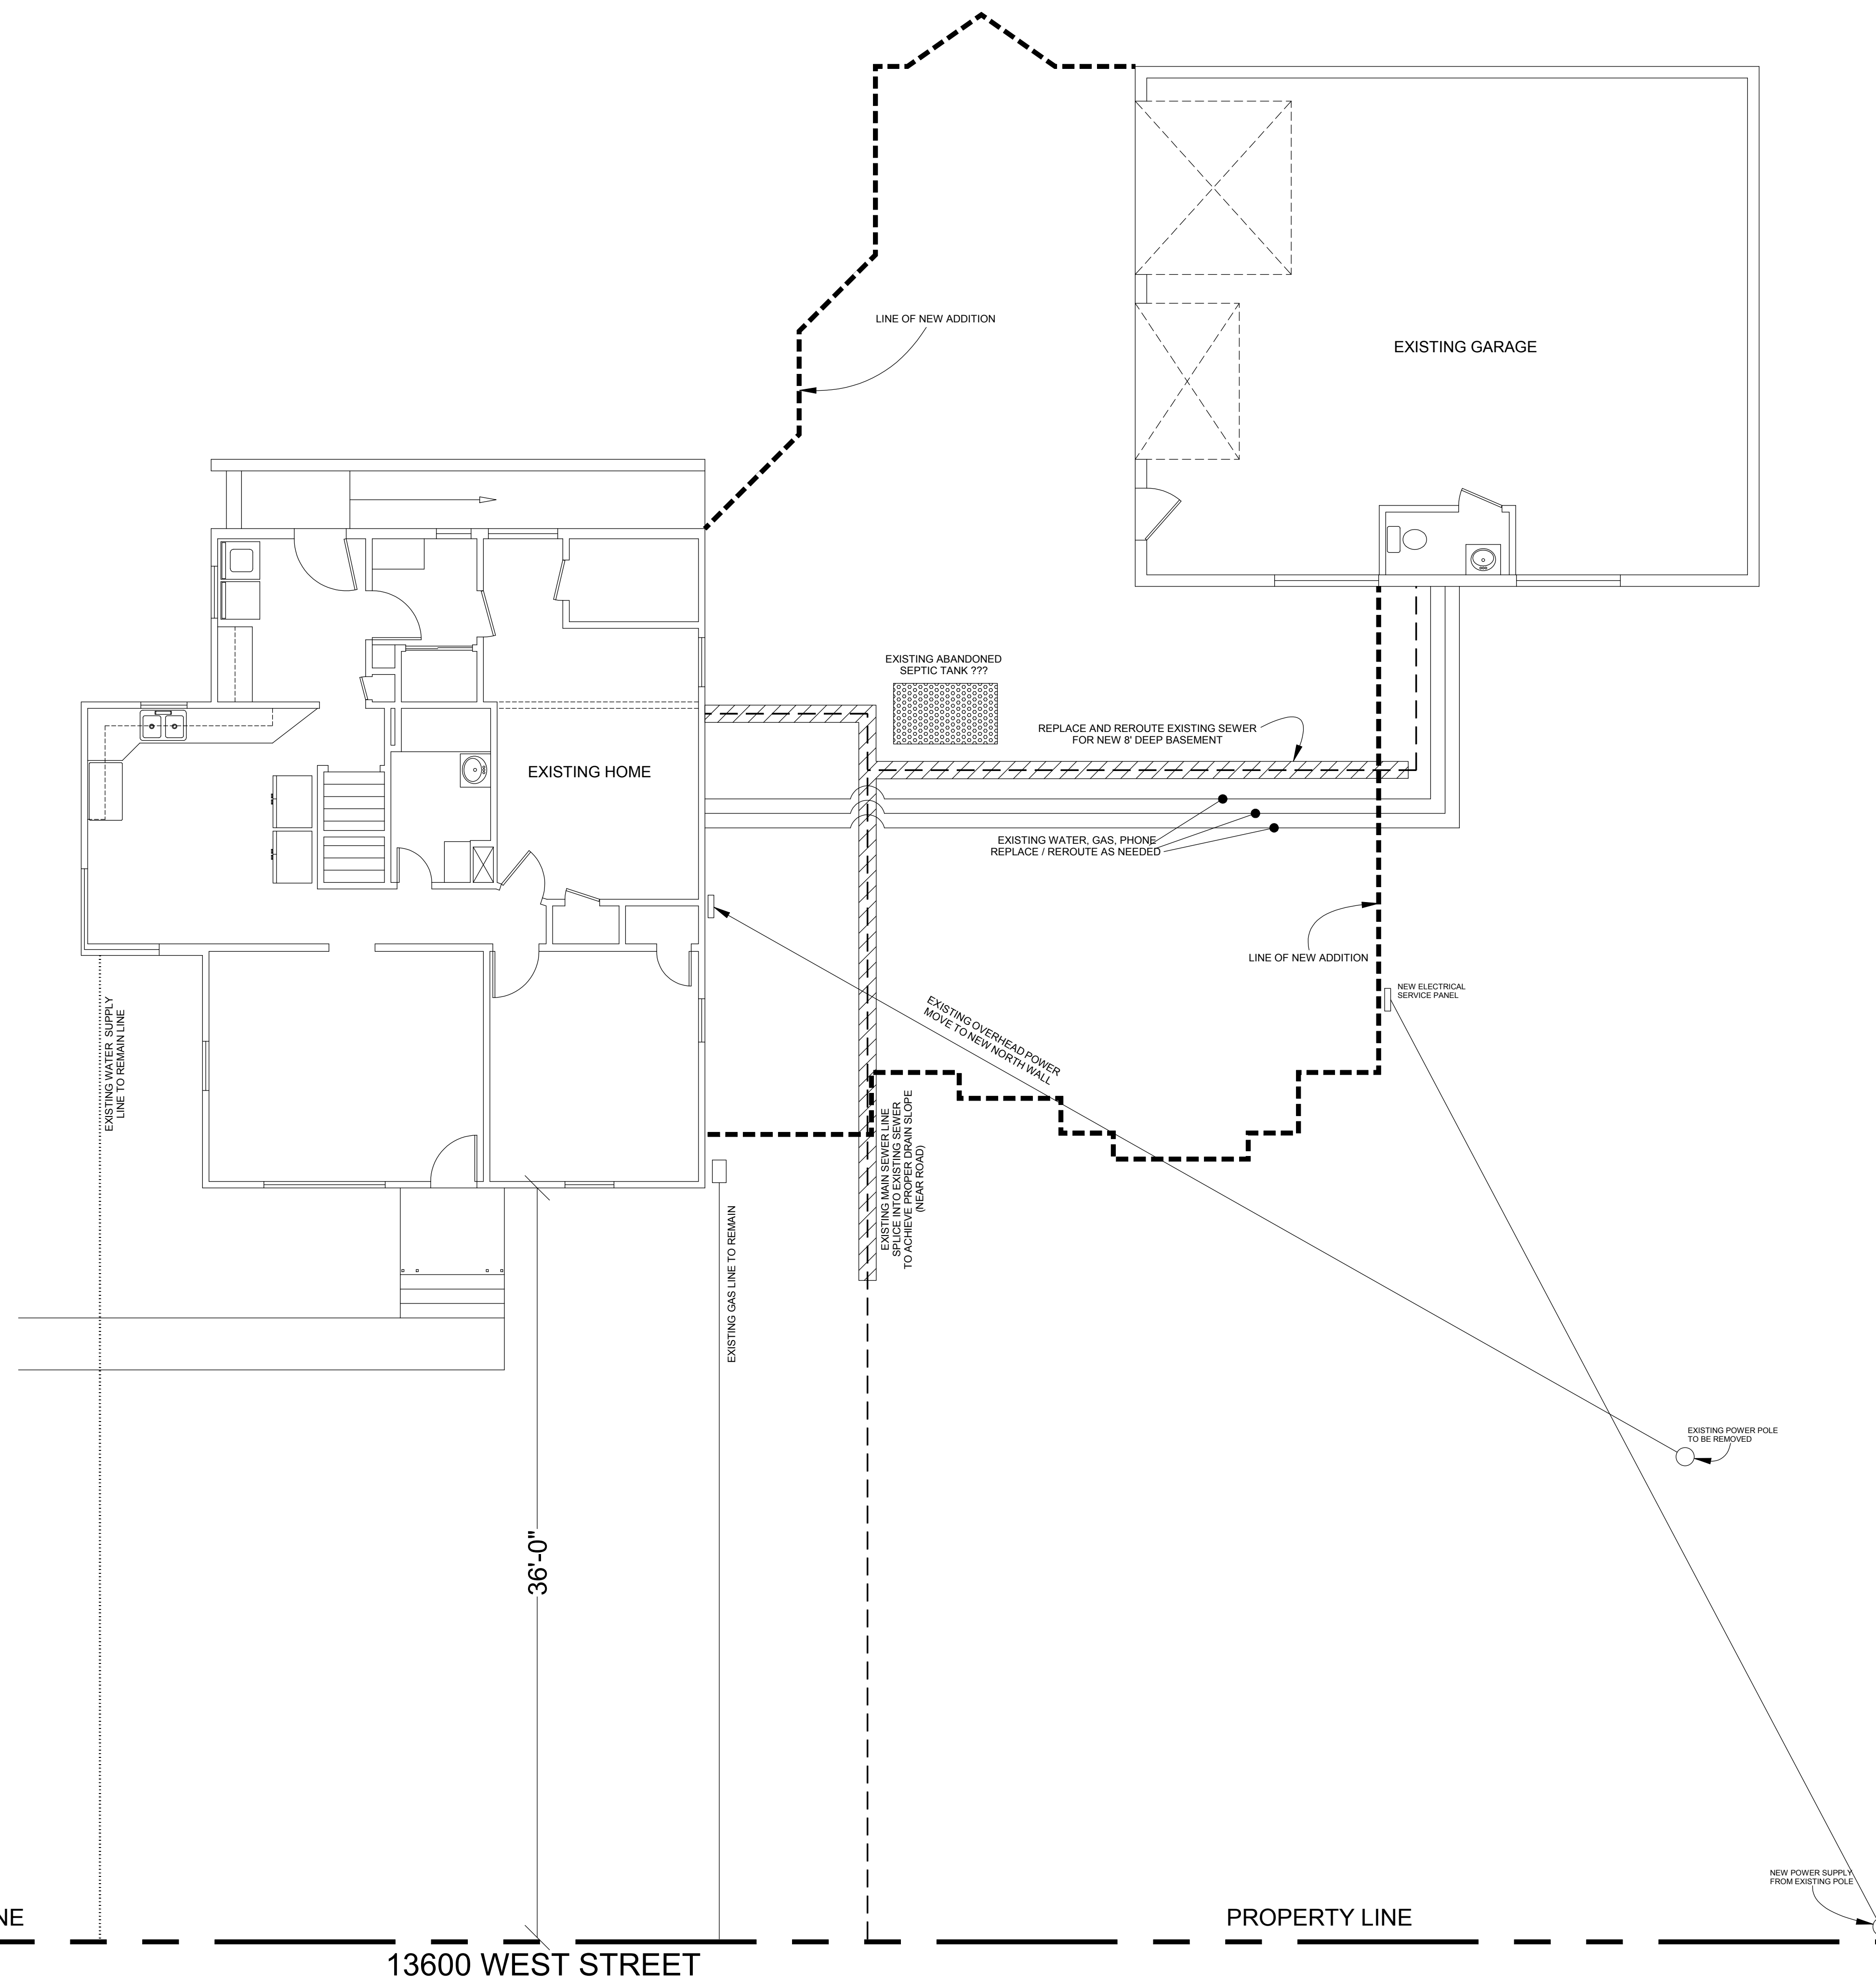 LINE OF NEW ADDITION
EXISTING GARAGE
EXISTING ABANDONED
SEPTIC TANK ???
REPLACE AND REROUTE EXISTING SEWER
FOR NEW 8' DEEP BASEMENT
EXISTING HOME
EXISTING WATER, GAS, PHONE
REPLACE / REROUTE AS NEEDED
LINE OF NEW ADDITION
NEW ELECTRICAL
SERVICE PANEL
EXISTING OVERHEAD POWER
MOVE TO NEW NORTH WALL
EXISTING WATER SUPPLY
LINE TO REMAIN LINE
EXISTING MAIN SEWER LINE
SPLICE INTO EXISTING SEWER
TO ACHIEVE PROPER DRAIN SLOPE
(NEAR ROAD)
EXISTING GAS LINE TO REMAIN
EXISTING POWER POLE
TO BE REMOVED
36'-0"
NEW POWER SUPPLY
FROM EXISTING POLE
NE
PROPERTY LINE
13600 WEST STREET